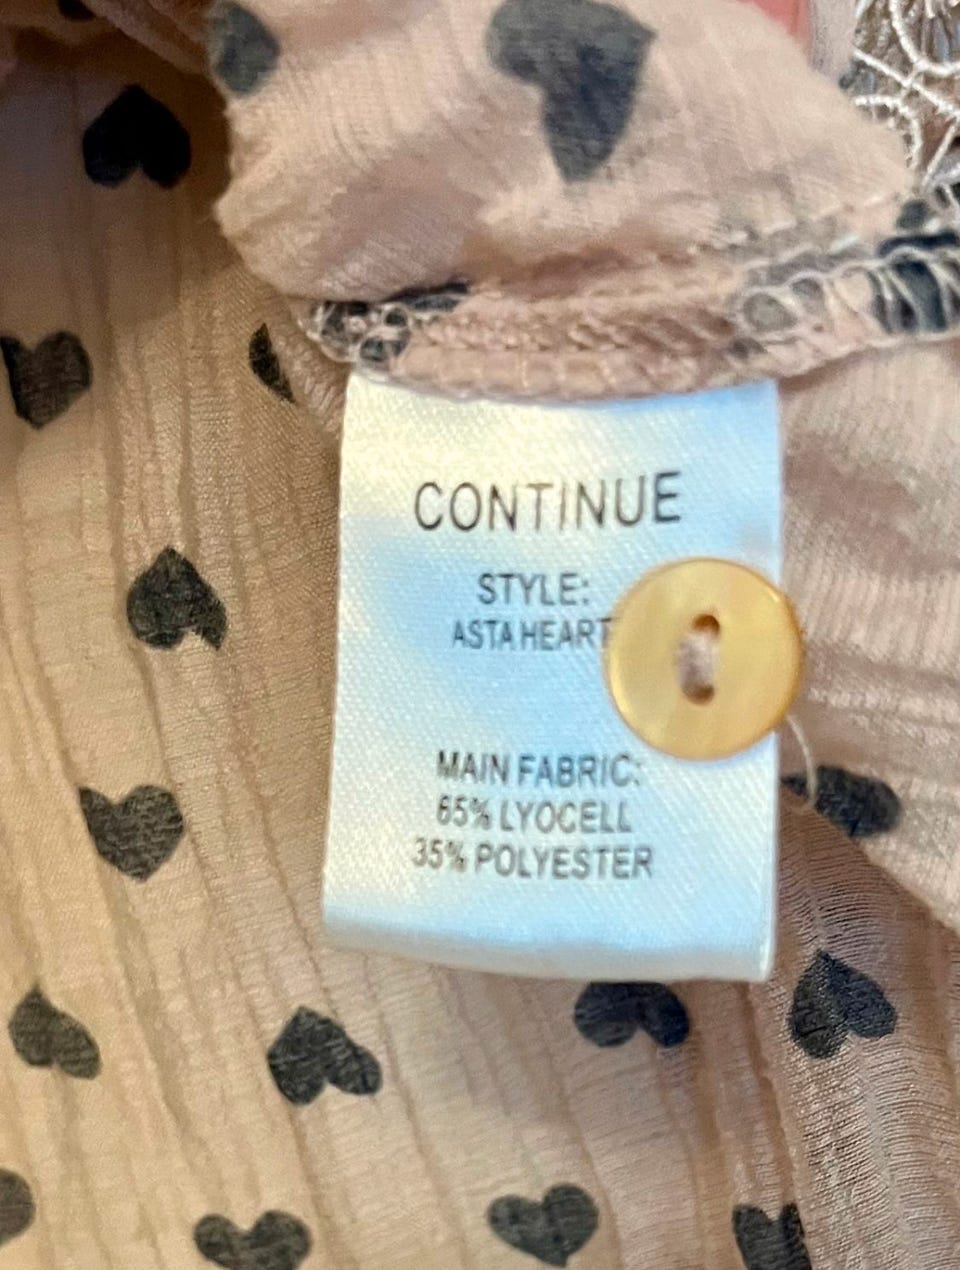 CONTINUE
STYLE:
ASTA HEART
MAIN FABRIC:
65% LYOCELL
35% POLYESTER